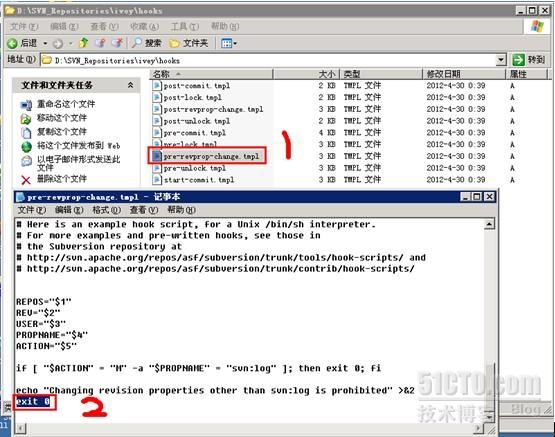 D:\SVN_Repositories\ivey\hooks
文件(F) 编辑(E) 查看(V) 收藏(A) 工具(T) 帮助(H)
后退 搜索 文件夹
地址(D) D:\SVN_Repositories\ivey\hooks 转到
文件和文件夹任务
重命名这个文件
移动这个文件
复制这个文件
将这个文件发布到 Web
以电子邮件形式发送此文件
删除这个文件
名称 大小 类型 修改日期 属性
post-commit.tmpl 2 KB TMPL 文件 2012-4-30 0:39 A
post-lock.tmpl 2 KB TMPL 文件 2012-4-30 0:39 A
post-revprop-change.tmpl 3 KB TMPL 文件 2012-4-30 0:39 A
post-unlock.tmpl 2 KB TMPL 文件 2012-4-30 0:39 A
pre-commit.tmpl 4 KB TMPL 文件 2012-4-30 0:39 A
pre-lock.tmpl 3 KB TMPL 文件 2012-4-30 0:39 A
pre-revprop-change.tmpl 3 KB TMPL 文件 2012-4-30 0:39 A
pre-unlock.tmpl 3 KB TMPL 文件 2012-4-30 0:39 A
start-commit.tmpl 3 KB TMPL 文件 2012-4-30 0:39 A
1
pre-revprop-change.tmpl - 记事本
文件(F) 编辑(E) 格式(O) 查看(V) 帮助(H)
# Here is an example hook script, for a Unix /bin/sh interpreter.
# For more examples and pre-written hooks, see those in
# the Subversion repository at
# http://svn.apache.org/repos/asf/subversion/trunk/tools/hook-scripts/ and
# http://svn.apache.org/repos/asf/subversion/trunk/contrib/hook-scripts/
REPOS="$1"
REV="$2"
USER="$3"
PROPNAME="$4"
ACTION="$5"
if [ "$ACTION" = "M" -a "$PROPNAME" = "svn:log" ]; then exit 0; fi
echo "Changing revision properties other than svn:log is prohibited" >&2
exit 0
2
51CTO.com
技术博客 Blog